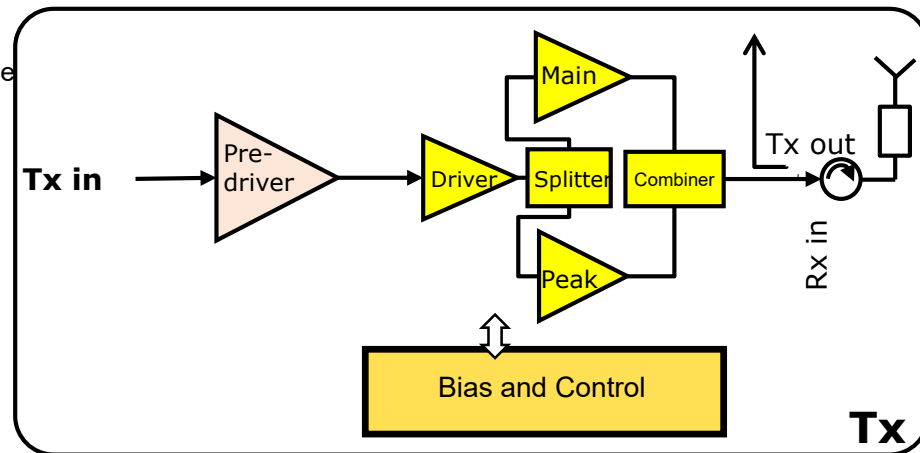 e
Tx in
Pre-
driver
Driver
Splitter
Main
Peak
Combiner
Tx out
Rx in
Bias and Control
Tx